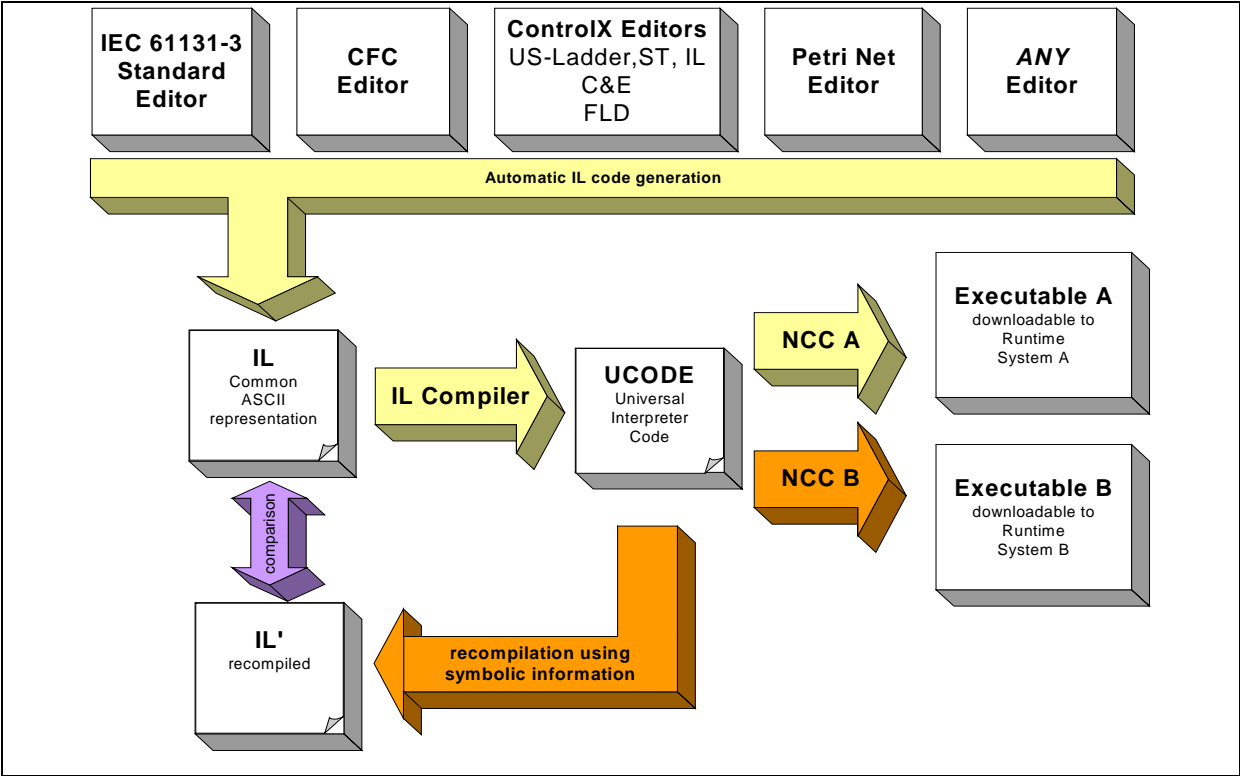 IEC 61131-3
Standard
Editor
CFC
Editor
ControlX Editors
US-Ladder,ST, IL
C&E
FLD
Petri Net
Editor
ANY
Editor
Automatic IL code generation
IL
Common
ASCII
representation
IL Compiler
UCODE
Universal
Interpreter
Code
NCC A
Executable A
downloadable to
Runtime
System A
NCC B
Executable B
downloadable to
Runtime
System B
comparison
IL'
recompiled
recompilation using
symbolic information